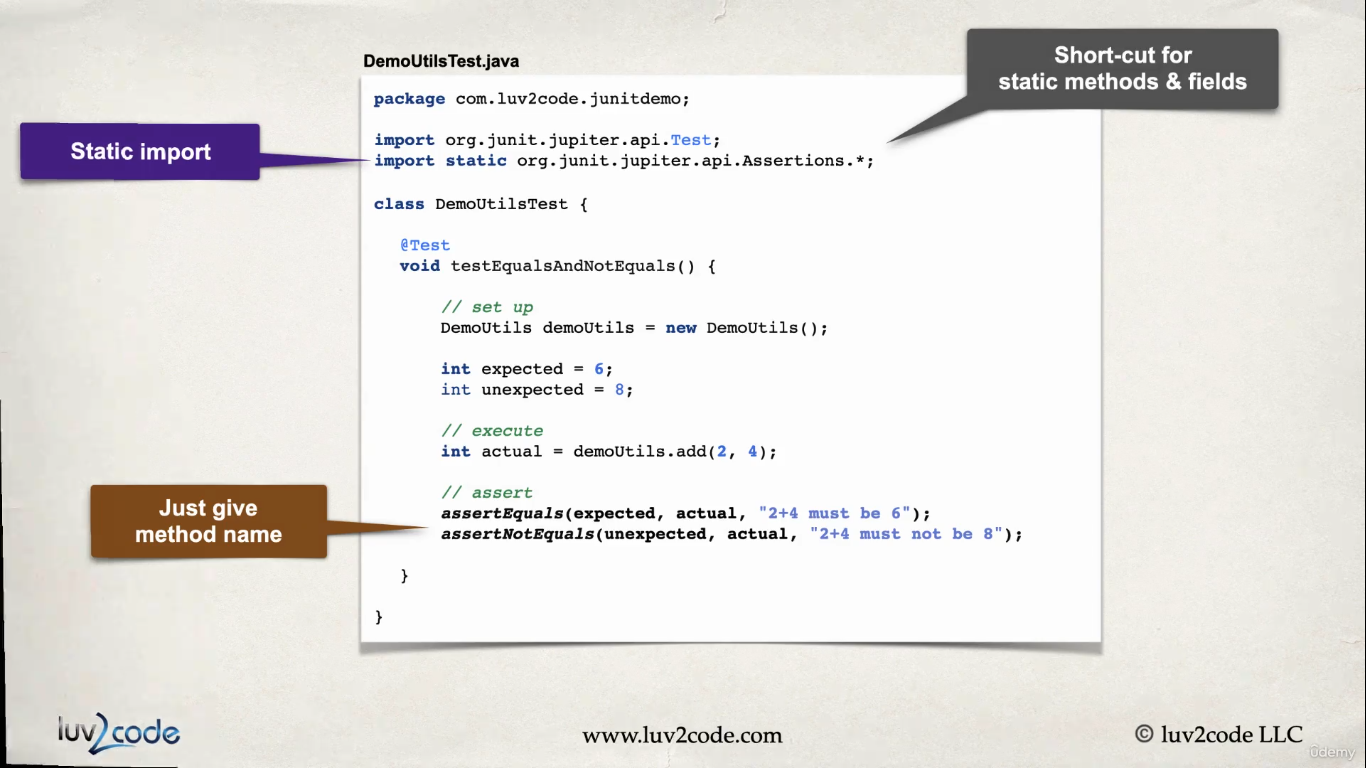 DemoUtilsTest.java
Short-cut for
static methods & fields
package com.luv2code.junitdemo;
Static import
import org.junit.jupiter.api.Test;
import static org.junit.jupiter.api.Assertions.*;
class DemoUtilsTest {
@Test
void testEqualsAndNotEquals() {
// set up
DemoUtils demoUtils = new DemoUtils();
int expected = 6;
int unexpected = 8;
// execute
int actual = demoUtils.add(2, 4);
// assert
Just give
method name
assertEquals(expected, actual, "2+4 must be 6");
assertNotEquals(unexpected, actual, "2+4 must not be 8");
}
}
luv2code
www.luv2code.com
© luv2code LLC
ûdemy